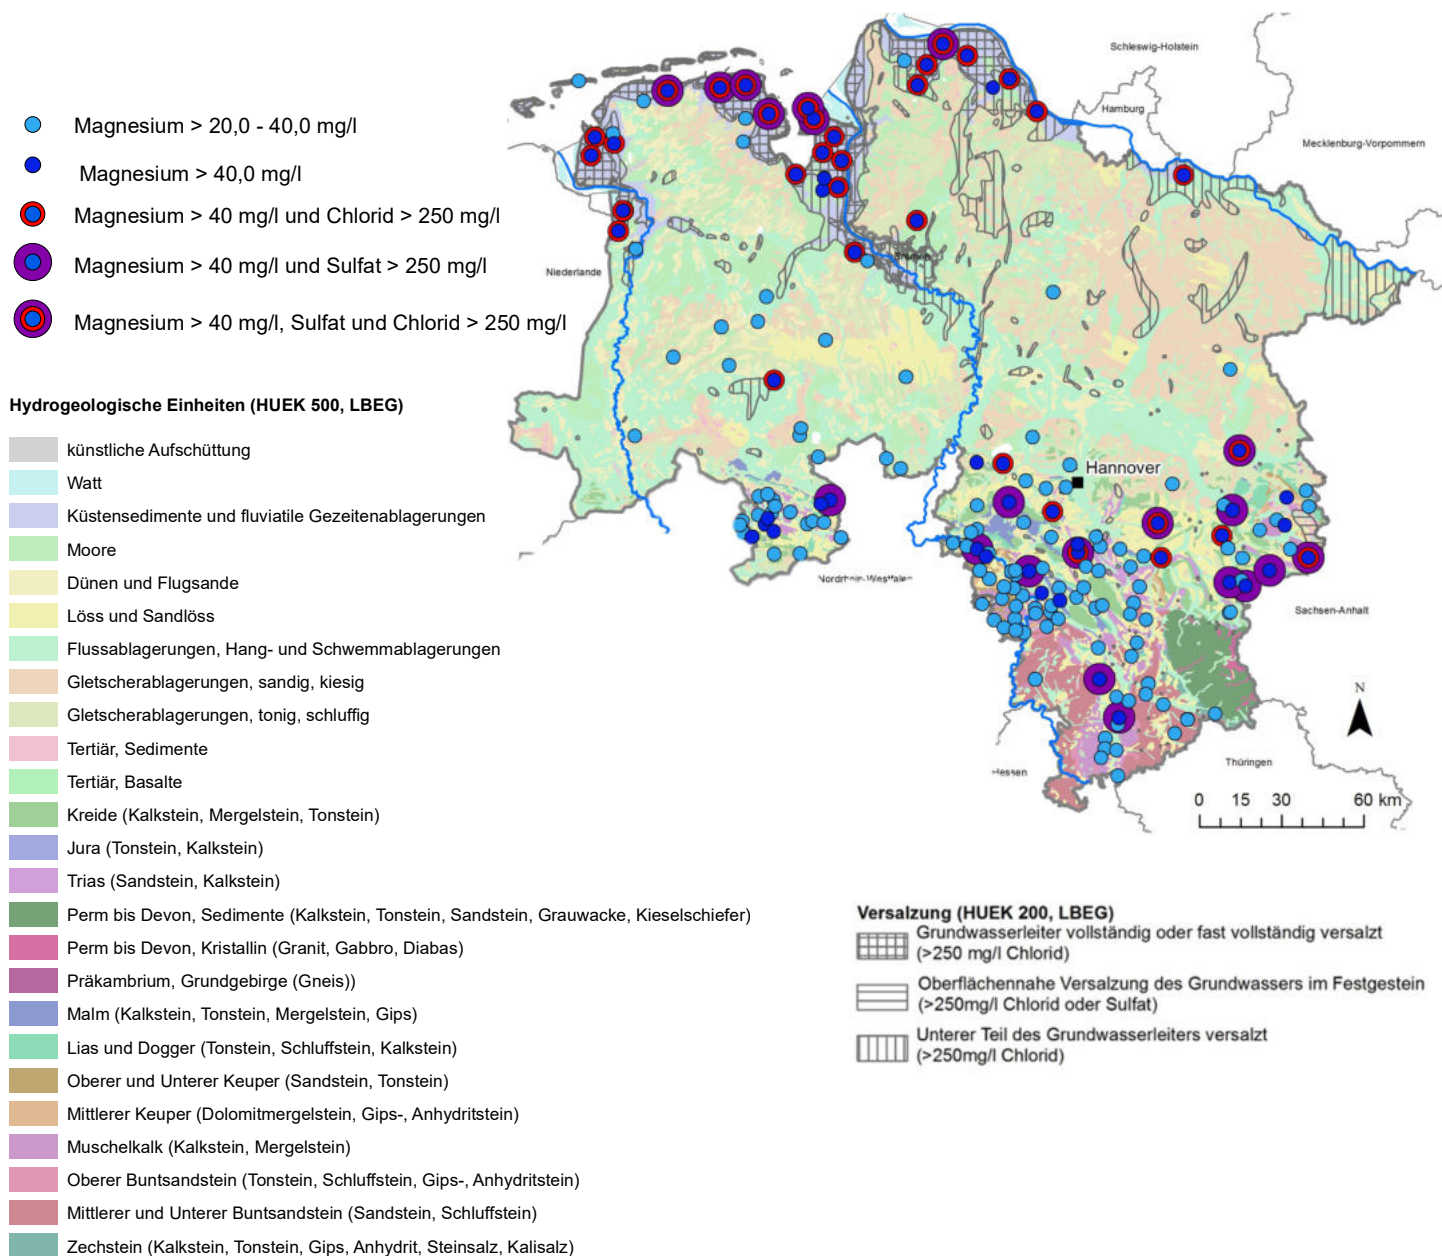 Magnesium > 20,0 - 40,0 mg/l
Magnesium > 40,0 mg/l
Magnesium > 40 mg/l und Chlorid > 250 mg/l
Magnesium > 40 mg/l und Sulfat > 250 mg/l
Magnesium > 40 mg/l, Sulfat und Chlorid > 250 mg/l
Hydrogeologische Einheiten (HUEK 500, LBEG)
künstliche Aufschüttung
Watt
Küstensedimente und fluviatile Gezeitenablagerungen
Moore
Dünen und Flugsande
Löss und Sandlöss
Flussablagerungen, Hang- und Schwemmablagerungen
Gletscherablagerungen, sandig, kiesig
Gletscherablagerungen, tonig, schluffig
Tertiär, Sedimente
Tertiär, Basalte
Kreide (Kalkstein, Mergelstein, Tonstein)
Jura (Tonstein, Kalkstein)
Trias (Sandstein, Kalkstein)
Perm bis Devon, Sedimente (Kalkstein, Tonstein, Sandstein, Grauwacke, Kieselschiefer)
Perm bis Devon, Kristallin (Granit, Gabbro, Diabas)
Präkambrium, Grundgebirge (Gneis))
Malm (Kalkstein, Tonstein, Mergelstein, Gips)
Lias und Dogger (Tonstein, Schluffstein, Kalkstein)
Oberer und Unterer Keuper (Sandstein, Tonstein)
Mittlerer Keuper (Dolomitmergelstein, Gips-, Anhydritstein)
Muschelkalk (Kalkstein, Mergelstein)
Oberer Buntsandstein (Tonstein, Schluffstein, Gips-, Anhydritstein)
Mittlerer und Unterer Buntsandstein (Sandstein, Schluffstein)
Zechstein (Kalkstein, Tonstein, Gips, Anhydrit, Steinsalz, Kalisalz)
Schleswig-Holstein
Hamburg
Mecklenburg-Vorpommern
Niederlande
Bremen
Hannover
Nordrhein-Westfalen
Sachsen-Anhalt
Hessen
Thüringen
N
0 15 30 60 km
Versalzung (HUEK 200, LBEG)
Grundwasserleiter vollständig oder fast vollständig versalzt
(>250 mg/l Chlorid)
Oberflächennahe Versalzung des Grundwassers im Festgestein
(>250mg/l Chlorid oder Sulfat)
Unterer Teil des Grundwasserleiters versalzt
(>250mg/l Chlorid)